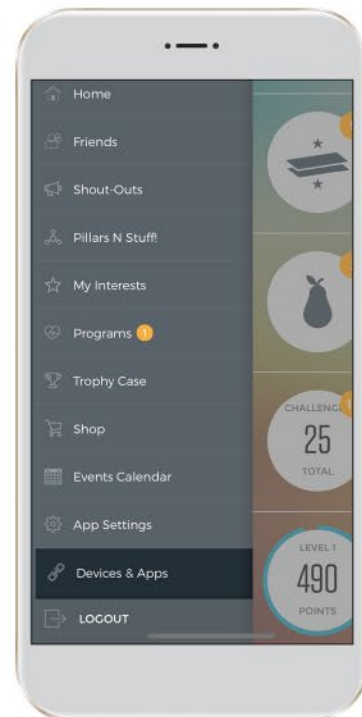 Home
Friends
Shout-Outs
Pillars N Stuff!
My Interests
Programs 1
Trophy Case
Shop
Events Calendar
App Settings
Devices & Apps
LOGOUT
25
TOTAL
LEVEL 1
490
POINTS